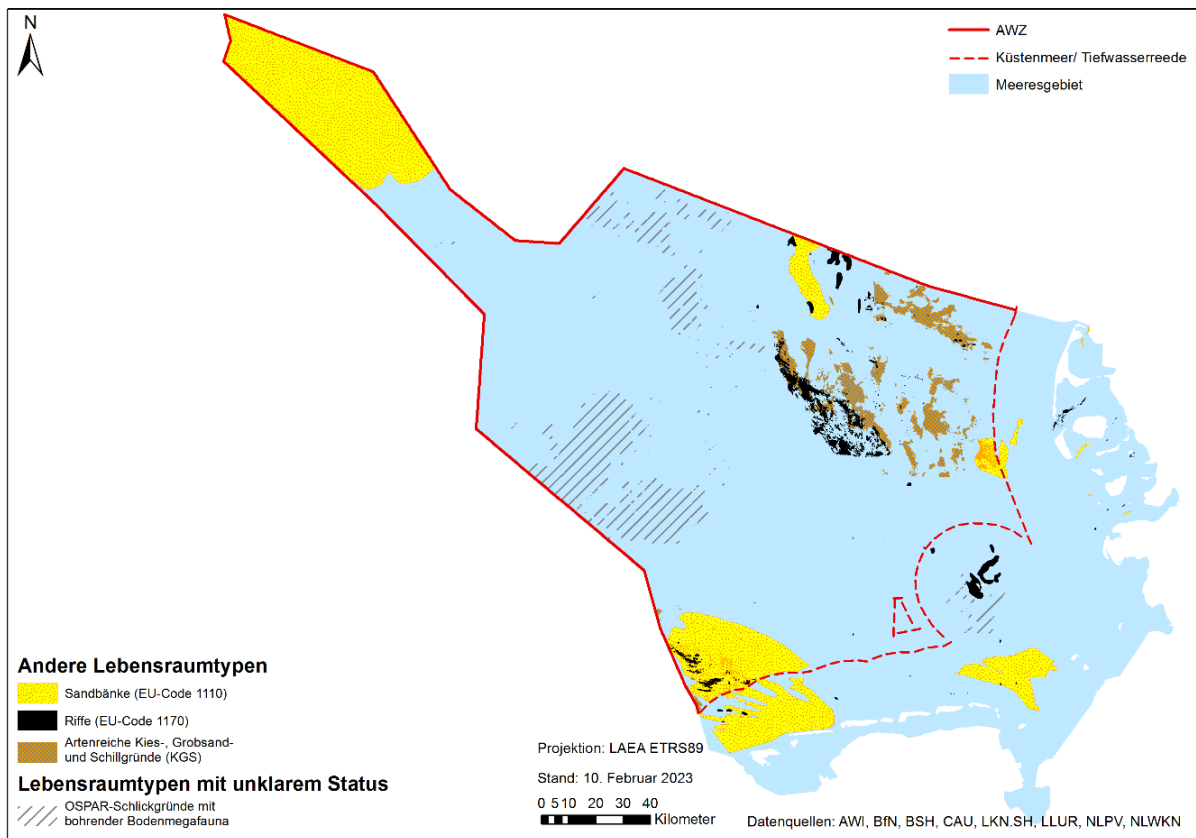 N
AWZ
Küstenmeer/ Tiefwasserreede
Meeresgebiet
Andere Lebensraumtypen
Sandbänke (EU-Code 1110)
Riffe (EU-Code 1170)
Artenreiche Kies-, Grobsand-
und Schillgründe (KGS)
Lebensraumtypen mit unklarem Status
OSPAR-Schlickgründe mit
bohrender Bodenmegafauna
Projektion: LAEA ETRS89
Stand: 10. Februar 2023
0 5 10 20 30 40
Kilometer
Datenquellen: AWI, BfN, BSH, CAU, LKN.SH, LLUR, NLPV, NLWKN